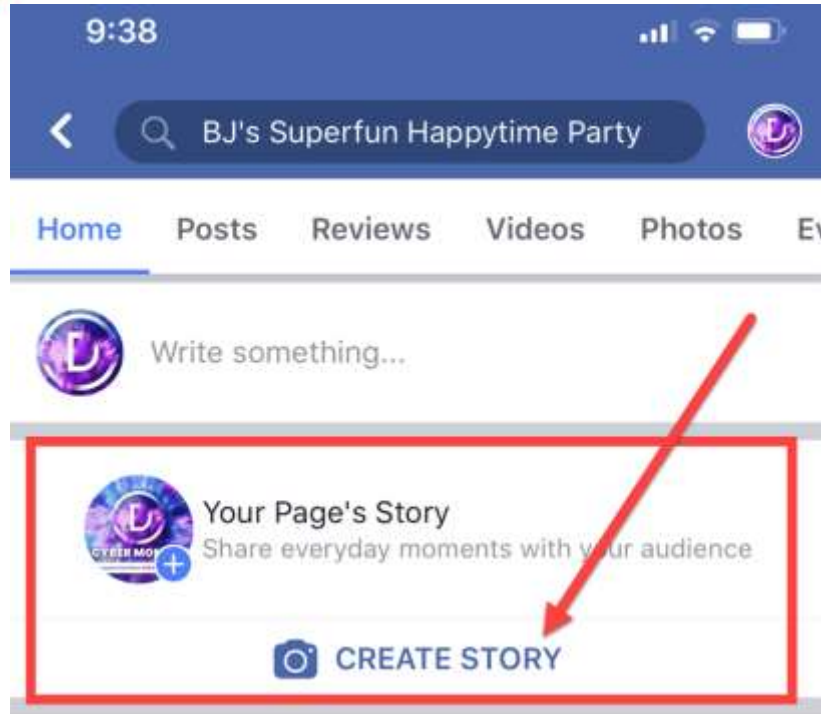 9:38
BJ's Superfun Happytime Party
Home Posts Reviews Videos Photos
Write something...
Your Page's Story
Share everyday moments with your audience
CREATE STORY